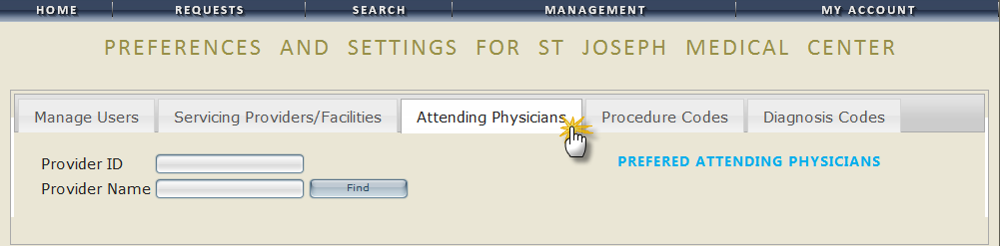 HOME REQUESTS SEARCH MANAGEMENT MY ACCOUNT
PREFERENCES AND SETTINGS FOR ST JOSEPH MEDICAL CENTER
Manage Users Servicing Providers/Facilities Attending Physicians Procedure Codes Diagnosis Codes
Provider ID PREFERED ATTENDING PHYSICIANS
Provider Name Find